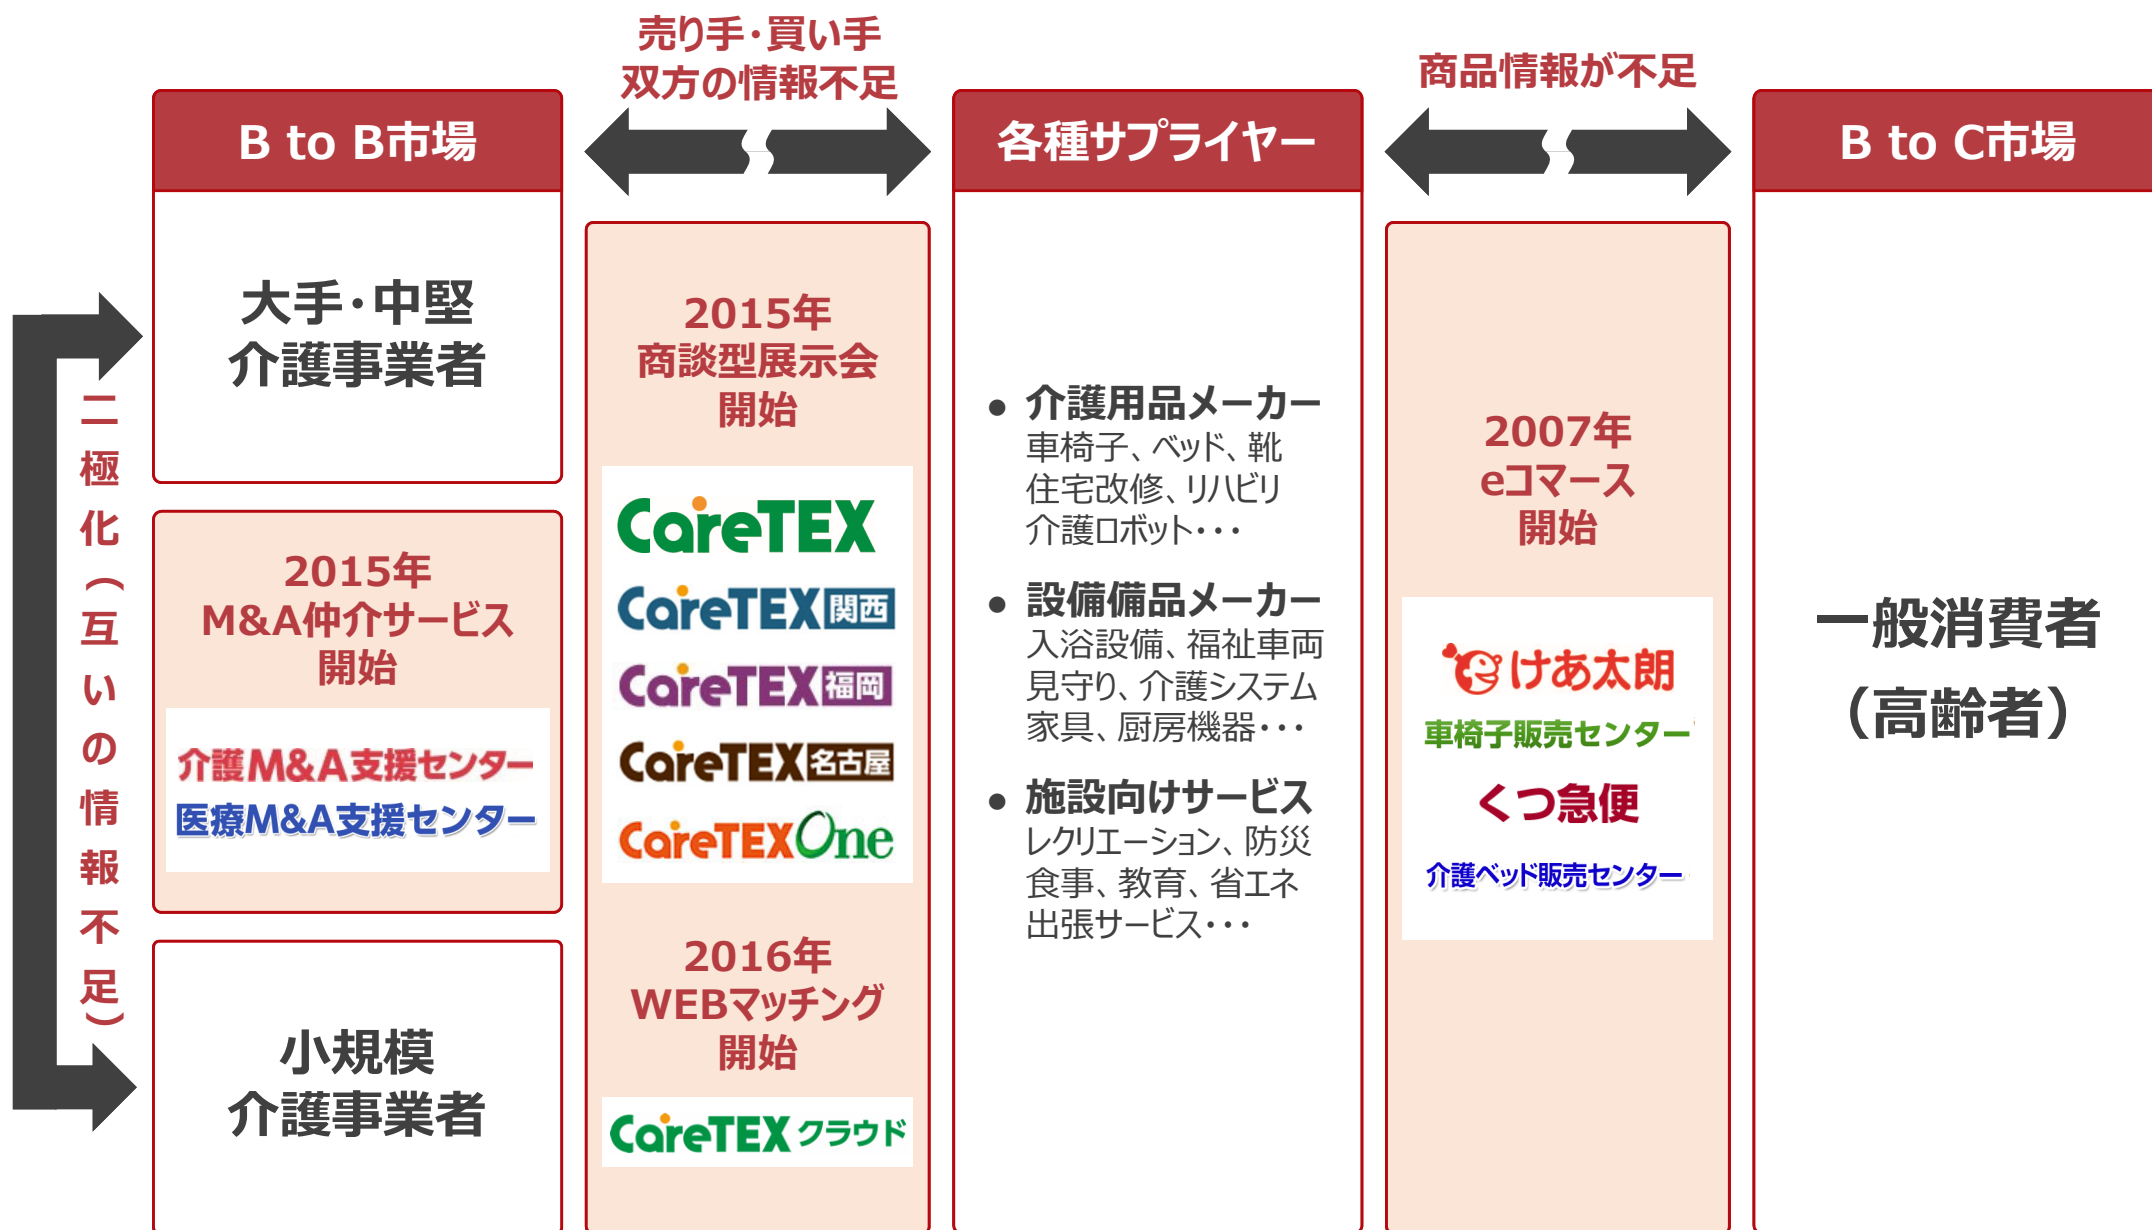 売り手・買い手
双方の情報不足
商品情報が不足
B to B市場
各種サプライヤー
B to C市場
二極化（互いの情報不足）
大手・中堅
介護事業者
2015年
M&A仲介サービス
開始
介護M&A支援センター
医療M&A支援センター
小規模
介護事業者
2015年
商談型展示会
開始
CareTEX
CareTEX関西
CareTEX福岡
CareTEX名古屋
CareTEXOne
2016年
WEBマッチング
開始
CareTEXクラウド
● 介護用品メーカー
車椅子、ベッド、靴
住宅改修、リハビリ
介護ロボット・・・
● 設備備品メーカー
入浴設備、福祉車両
見守り、介護システム
家具、厨房機器・・・
● 施設向けサービス
レクリエーション、防災
食事、教育、省エネ
出張サービス・・・
2007年
eコマース
開始
けあ太朗
車椅子販売センター
くつ急便
介護ベッド販売センター
一般消費者
（高齢者）